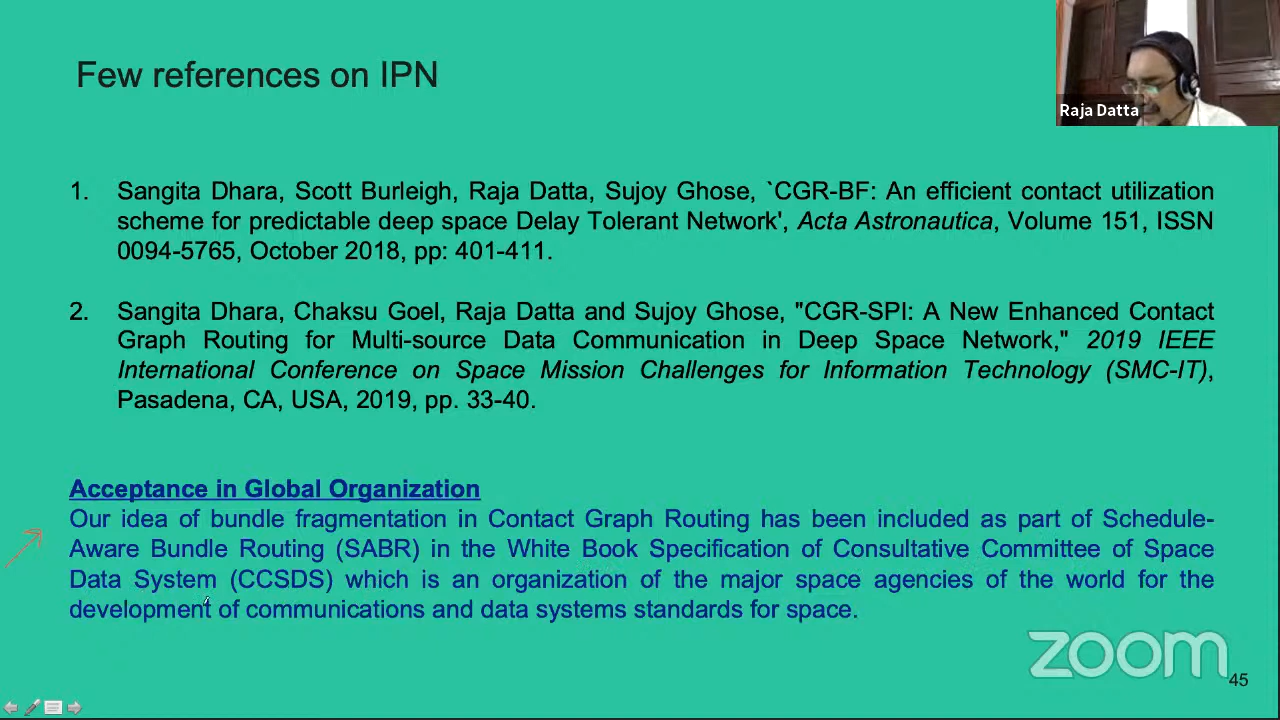 Few references on IPN
Raja Datta
1. Sangita Dhara, Scott Burleigh, Raja Datta, Sujoy Ghose, `CGR-BF: An efficient contact utilization
scheme for predictable deep space Delay Tolerant Network', Acta Astronautica, Volume 151, ISSN
0094-5765, October 2018, pp: 401-411.
2. Sangita Dhara, Chaksu Goel, Raja Datta and Sujoy Ghose, "CGR-SPI: A New Enhanced Contact
Graph Routing for Multi-source Data Communication in Deep Space Network," 2019 IEEE
International Conference on Space Mission Challenges for Information Technology (SMC-IT),
Pasadena, CA, USA, 2019, pp. 33-40.
Acceptance in Global Organization
Our idea of bundle fragmentation in Contact Graph Routing has been included as part of Schedule-
Aware Bundle Routing (SABR) in the White Book Specification of Consultative Committee of Space
Data System (CCSDS) which is an organization of the major space agencies of the world for the
development of communications and data systems standards for space.
zoom
45